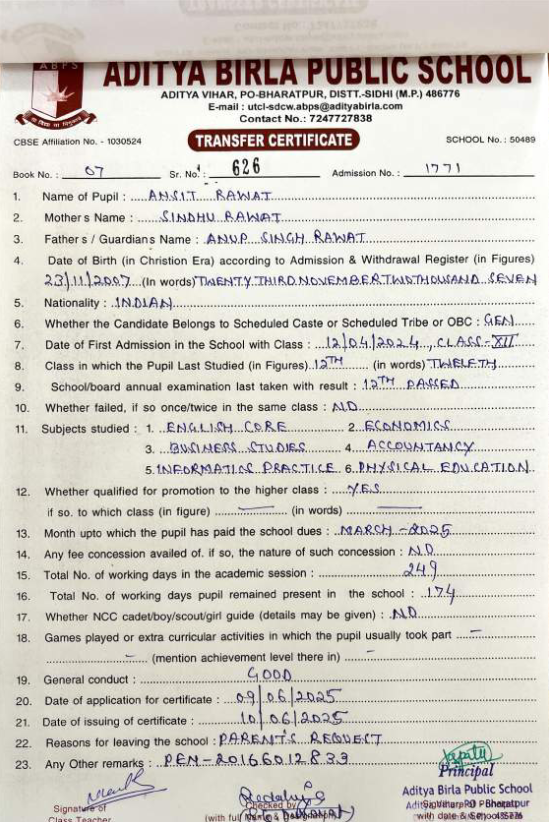 ABPS
ADITYA BIRLA PUBLIC SCHOOL
ADITYA VIHAR, PO-BHARATPUR, DISTT.-SIDHI (M.P.) 486776
E-mail : utcl-sdcw.abps@adityabirla.com
Contact No.: 7247727838
CBSE Affiliation No. - 1030524 TRANSFER CERTIFICATE SCHOOL No. : 50489
Book No. : 07 Sr. No. : 626 Admission No. : 1771
1. Name of Pupil : ANSIT RAWAT
2. Mother's Name : SINDHU RAWAT
3. Father's / Guardians Name : ANUP SINGH RAWAT
4. Date of Birth (in Christion Era) according to Admission & Withdrawal Register (in Figures)
23/11/2007 (In words) TWENTY THIRD NOVEMBER TWO THOUSAND SEVEN
5. Nationality : INDIAN
6. Whether the Candidate Belongs to Scheduled Caste or Scheduled Tribe or OBC : GEN
7. Date of First Admission in the School with Class : 12/04/2024, CLASS-XII
8. Class in which the Pupil Last Studied (in Figures) 12TH (in words) TWELFTH
9. School/board annual examination last taken with result : 12TH PASSED
10. Whether failed, if so once/twice in the same class : NO
11. Subjects studied : 1. ENGLISH CORE 2. ECONOMICS
3. BUSINESS STUDIES 4. ACCOUNTANCY
5. INFORMATICS PRACTICE 6. PHYSICAL EDUCATION
12. Whether qualified for promotion to the higher class : YES
if so. to which class (in figure) — (in words) —
13. Month upto which the pupil has paid the school dues : MARCH-2025
14. Any fee concession availed of. if so, the nature of such concession : NO
15. Total No. of working days in the academic session : 249
16. Total No. of working days pupil remained present in the school : 174
17. Whether NCC cadet/boy/scout/girl guide (details may be given) : NO
18. Games played or extra curricular activities in which the pupil usually took part —
— (mention achievement level there in) —
19. General conduct : GOOD
20. Date of application for certificate : 09/06/2025
21. Date of issuing of certificate : 10/06/2025
22. Reasons for leaving the school : PARENT'S REQUEST
23. Any Other remarks : PEN-20166012833
Principal
Aditya Birla Public School
Signature of Checked by
Class Teacher (with full Name & Designation) with date & School Seal